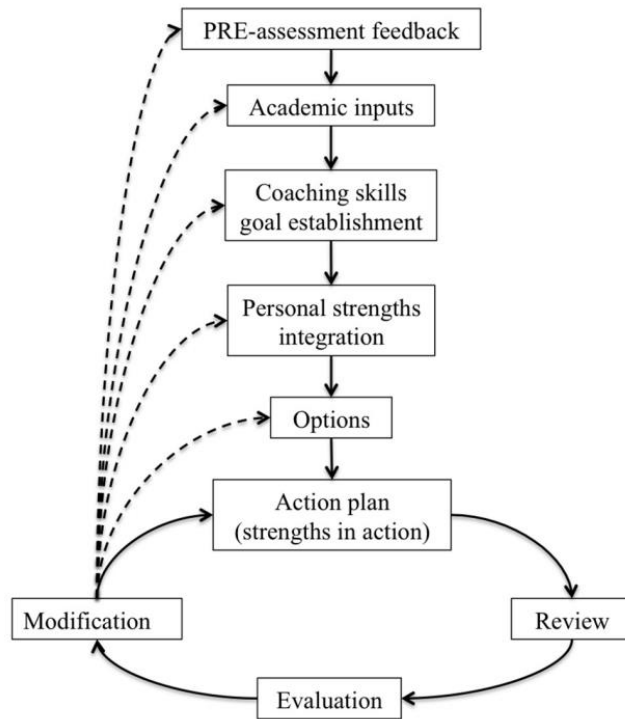 PRE-assessment feedback
Academic inputs
Coaching skills
goal establishment
Personal strengths
integration
Options
Action plan
(strengths in action)
Modification
Review
Evaluation